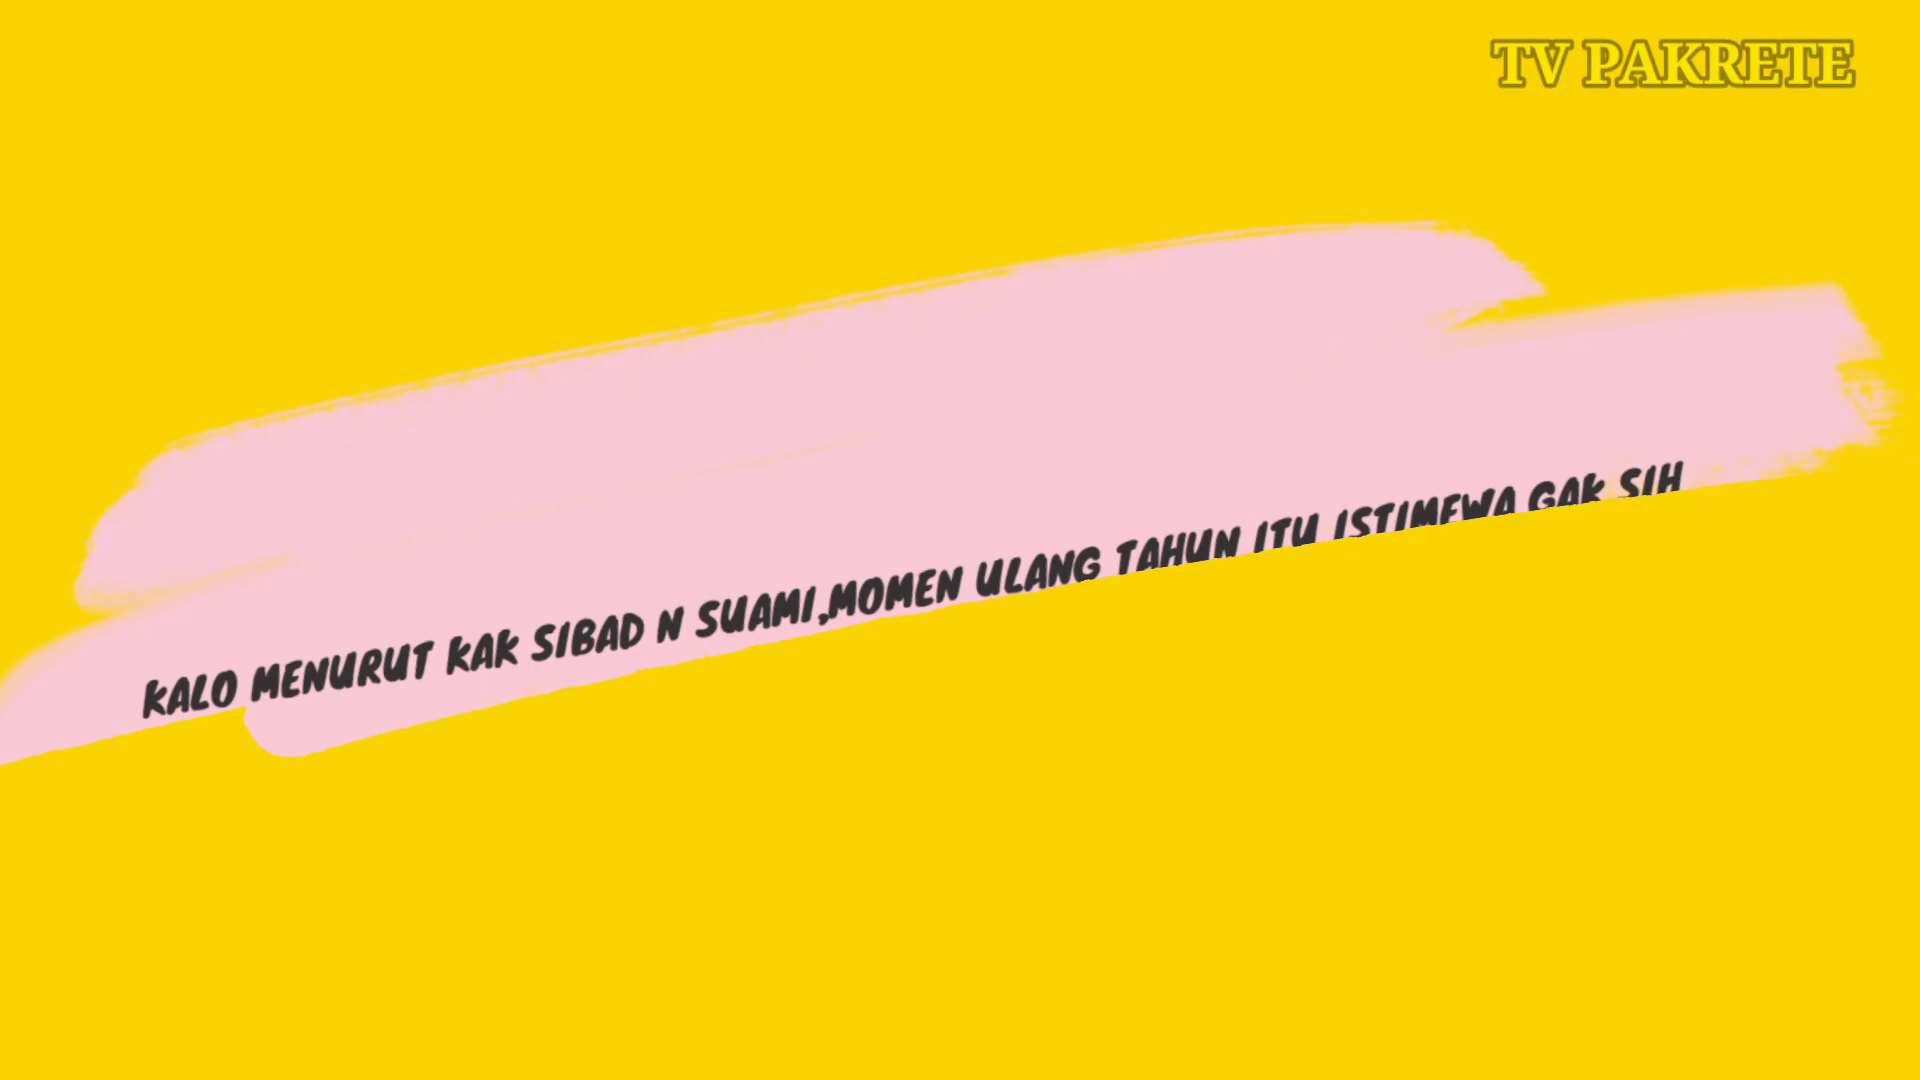 TV PAKRETE
KALO MENURUT KAK SIBAD N SUAMI,MOMEN ULANG TAHUN ITU ISTIMEWA GAK SIH